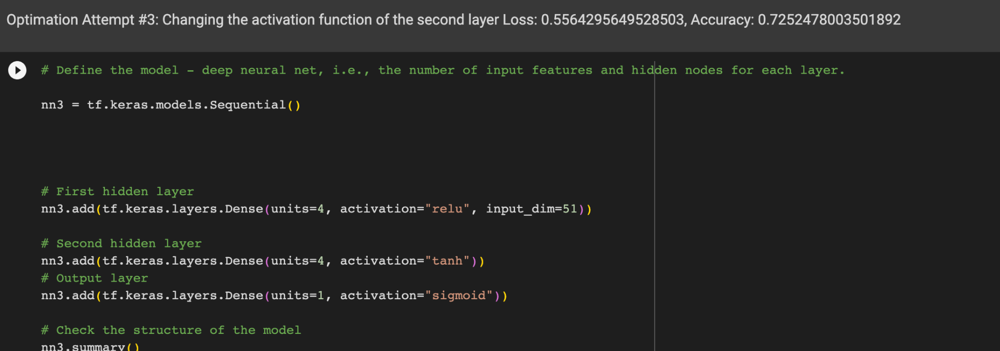 Optimation Attempt #3: Changing the activation function of the second layer Loss: 0.5564295649528503, Accuracy: 0.7252478003501892
# Define the model - deep neural net, i.e., the number of input features and hidden nodes for each layer.
nn3 = tf.keras.models.Sequential()
# First hidden layer
nn3.add(tf.keras.layers.Dense(units=4, activation="relu", input_dim=51))
# Second hidden layer
nn3.add(tf.keras.layers.Dense(units=4, activation="tanh"))
# Output layer
nn3.add(tf.keras.layers.Dense(units=1, activation="sigmoid"))
# Check the structure of the model
nn3.summary()